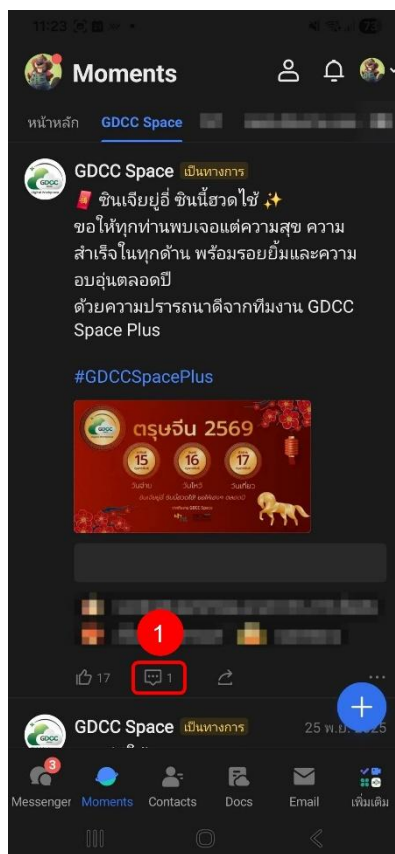 11:23
73
Moments
หน้าหลัก GDCC Space
GDCC Space เป็นทางการ
🧧 ซินเจียยู่อี่ ซินนี้ฮวดไช้ ✨
ขอให้ทุกท่านพบเจอแต่ความสุข ความ
สำเร็จในทุกด้าน พร้อมรอยยิ้มและความ
อบอุ่นตลอดปี
ด้วยความปรารถนาดีจากทีมงาน GDCC
Space Plus
#GDCCSpacePlus
GDCC
ตรุษจีน 2569
15 16 17
วันจ่าย วันไหว้ วันเที่ยว
1
17 1
GDCC Space เป็นทางการ
GDCC
3
Messenger Moments Contacts Docs Email เพิ่มเติม